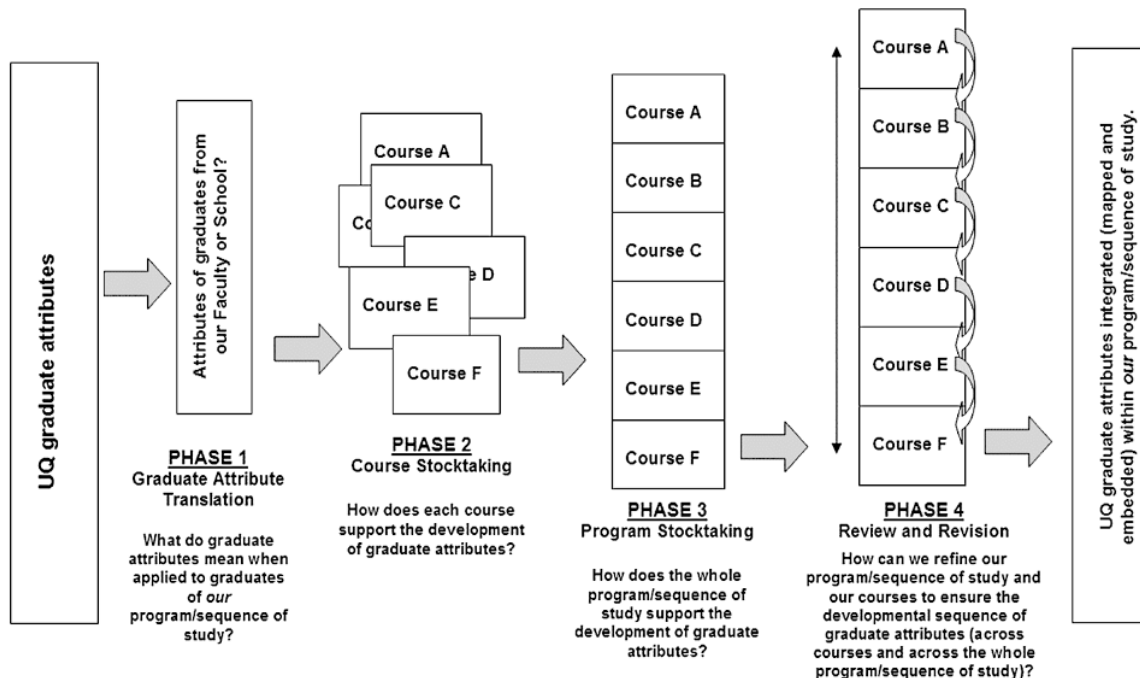 UQ graduate attributes
Attributes of graduates from
our Faculty or School?
PHASE 1
Graduate Attribute
Translation
What do graduate
attributes mean when
applied to graduates
of our
program/sequence of
study?
Course A
Course C
Co
e D
Course E
Course F
PHASE 2
Course Stocktaking
How does each course
support the development
of graduate attributes?
Course A
Course B
Course C
Course D
Course E
Course F
PHASE 3
Program Stocktaking
How does the whole
program/sequence of
study support the
development of graduate
attributes?
Course A
Course B
Course C
Course D
Course E
Course F
PHASE 4
Review and Revision
How can we refine our
program/sequence of study and
our courses to ensure the
developmental sequence of
graduate attributes (across
courses and across the whole
program/sequence of study)?
UQ graduate attributes integrated (mapped and
embedded) within our program/sequence of study.